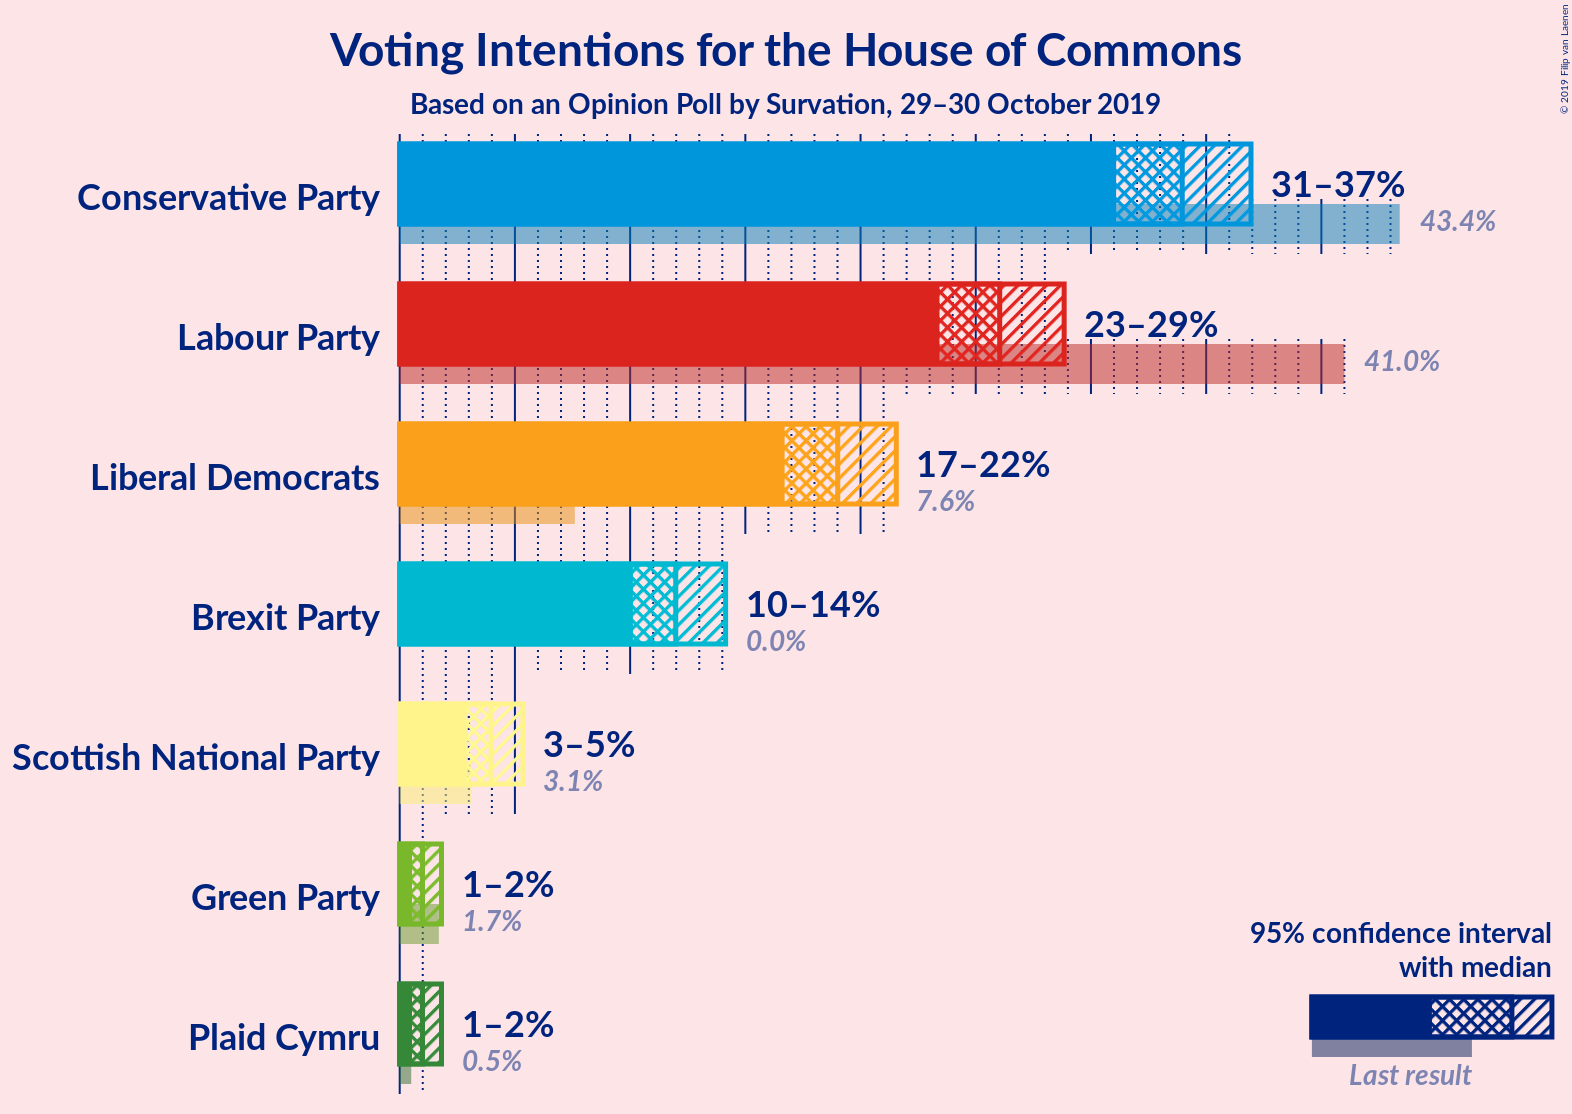 Voting Intentions for the House of Commons
Based on an Opinion Poll by Survation, 29–30 October 2019
© 2019 Filip van Laenen
Conservative Party
31–37%
43.4%
Labour Party
23–29%
41.0%
Liberal Democrats
17–22%
7.6%
Brexit Party
10–14%
0.0%
Scottish National Party
3–5%
3.1%
Green Party
1–2%
1.7%
Plaid Cymru
1–2%
0.5%
95% confidence interval
with median
Last result